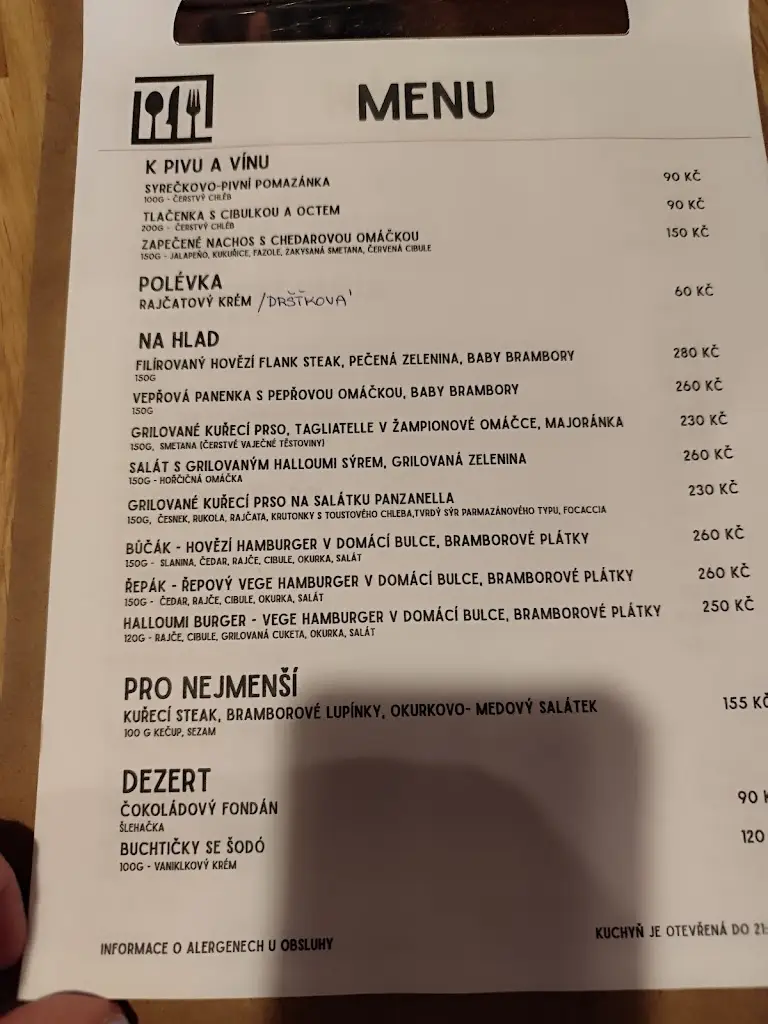 MENU
K PIVU A VÍNU
SYREČKOVO-PIVNÍ POMAZÁNKA 90 KČ
100G - ČERSTVÝ CHLÉB
TLAČENKA S CIBULKOU A OCTEM 90 KČ
200G - ČERSTVÝ CHLÉB
ZAPEČENÉ NACHOS S CHEDAROVOU OMÁČKOU 150 KČ
150G - JALAPEŇO, KUKUŘICE, FAZOLE, ZAKYSANÁ SMETANA, ČERVENÁ CIBULE
POLÉVKA
RAJČATOVÝ KRÉM /DRŠŤKOVÁ 60 KČ
NA HLAD
FILÍROVANÝ HOVĚZÍ FLANK STEAK, PEČENÁ ZELENINA, BABY BRAMBORY 280 KČ
150G
VEPŘOVÁ PANENKA S PEPŘOVOU OMÁČKOU, BABY BRAMBORY 260 KČ
150G
GRILOVANÉ KUŘECÍ PRSO, TAGLIATELLE V ŽAMPIONOVÉ OMÁČCE, MAJORÁNKA 230 KČ
150G, SMETANA (ČERSTVÉ VAJEČNÉ TĚSTOVINY)
SALÁT S GRILOVANÝM HALLOUMI SÝREM, GRILOVANÁ ZELENINA 260 KČ
150G - HOŘČIČNÁ OMÁČKA
GRILOVANÉ KUŘECÍ PRSO NA SALÁTKU PANZANELLA 230 KČ
150G, ČESNEK, RUKOLA, RAJČATA, KRUTONKY S TOUSTOVÉHO CHLEBA,TVRDÝ SÝR PARMAZÁNOVÉHO TYPU, FOCACCIA
BŮČÁK - HOVĚZÍ HAMBURGER V DOMÁCÍ BULCE, BRAMBOROVÉ PLÁTKY 260 KČ
150G - SLANINA, ČEDAR, RAJČE, CIBULE, OKURKA, SALÁT
ŘEPÁK - ŘEPOVÝ VEGE HAMBURGER V DOMÁCÍ BULCE, BRAMBOROVÉ PLÁTKY 260 KČ
150G - ČEDAR, RAJČE, CIBULE, OKURKA, SALÁT
HALLOUMI BURGER - VEGE HAMBURGER V DOMÁCÍ BULCE, BRAMBOROVÉ PLÁTKY 250 KČ
120G - RAJČE, CIBULE, GRILOVANÁ CUKETA, OKURKA, SALÁT
PRO NEJMENŠÍ
KUŘECÍ STEAK, BRAMBOROVÉ LUPÍNKY, OKURKOVO- MEDOVÝ SALÁTEK 155 KČ
100 G KEČUP, SEZAM
DEZERT
ČOKOLÁDOVÝ FONDÁN 90 K
ŠLEHAČKA
BUCHTIČKY SE ŠODÓ 120
100G - VANIKLKOVÝ KRÉM
INFORMACE O ALERGENECH U OBSLUHY
KUCHYŇ JE OTEVŘENÁ DO 21: